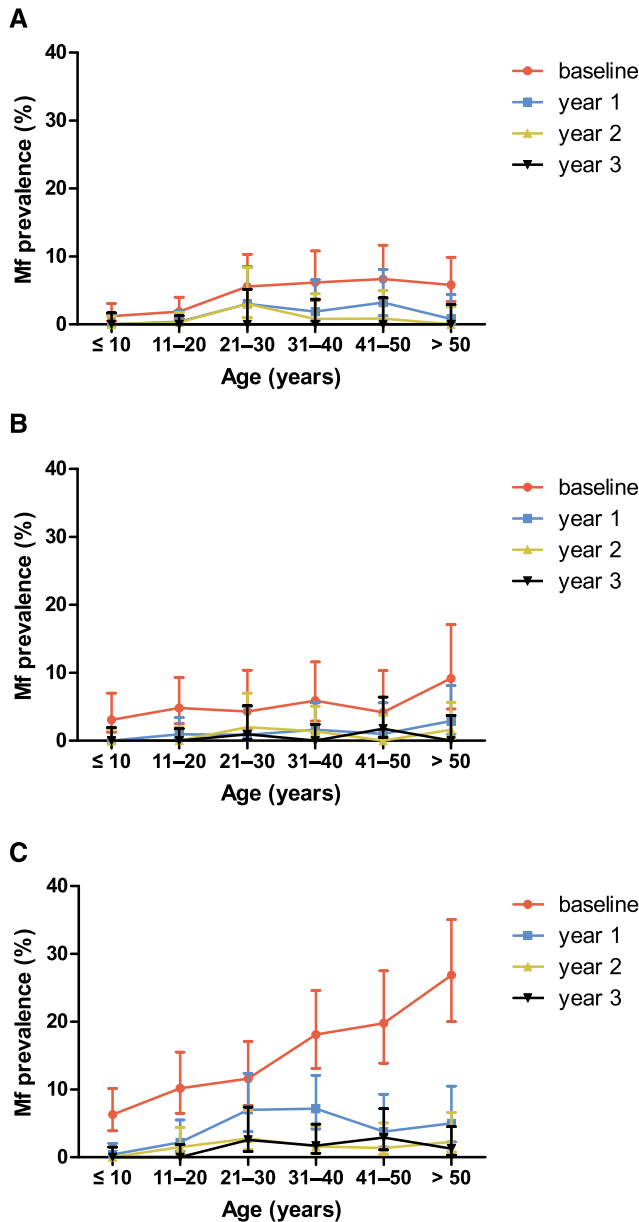 A
Mf prevalence (%)
40
30
20
10
0
≤ 10 11–20 21–30 31–40 41–50 > 50
Age (years)
baseline
year 1
year 2
year 3
B
Mf prevalence (%)
40
30
20
10
0
≤ 10 11–20 21–30 31–40 41–50 > 50
Age (years)
baseline
year 1
year 2
year 3
C
Mf prevalence (%)
40
30
20
10
0
≤ 10 11–20 21–30 31–40 41–50 > 50
Age (years)
baseline
year 1
year 2
year 3